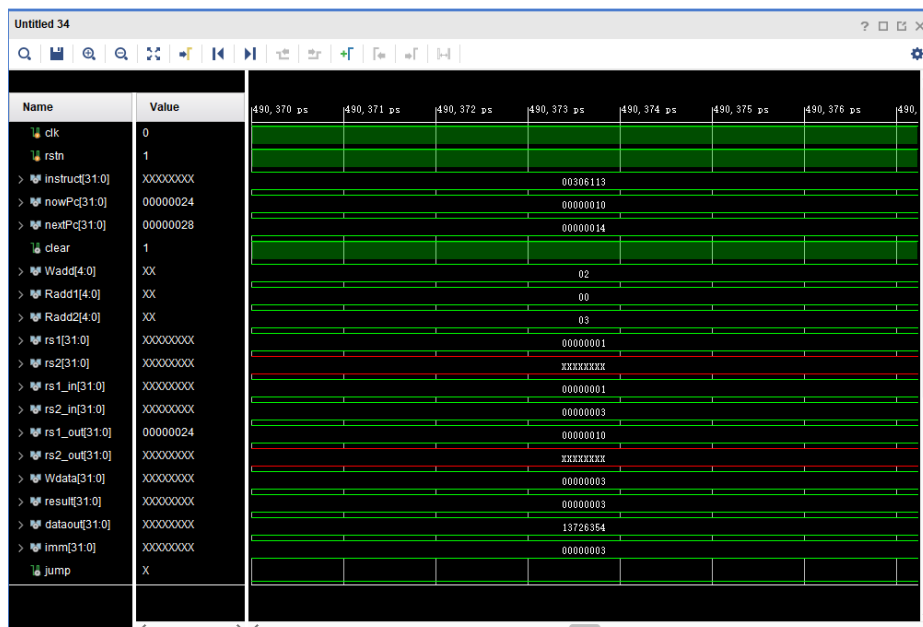 Untitled 34
Name Value
490,370 ps 490,371 ps 490,372 ps 490,373 ps 490,374 ps 490,375 ps 490,376 ps 490,
clk 0
rstn 1
instruct[31:0] XXXXXXXX 00306113
nowPc[31:0] 00000024 00000010
nextPc[31:0] 00000028 00000014
clear 1
Wadd[4:0] XX 02
Radd1[4:0] XX 00
Radd2[4:0] XX 03
rs1[31:0] XXXXXXXX 00000001
rs2[31:0] XXXXXXXX XXXXXXXX
rs1_in[31:0] XXXXXXXX 00000001
rs2_in[31:0] XXXXXXXX 00000003
rs1_out[31:0] 00000024 00000010
rs2_out[31:0] XXXXXXXX XXXXXXXX
Wdata[31:0] XXXXXXXX 00000003
result[31:0] XXXXXXXX 00000003
dataout[31:0] XXXXXXXX 13726354
imm[31:0] XXXXXXXX 00000003
jump X